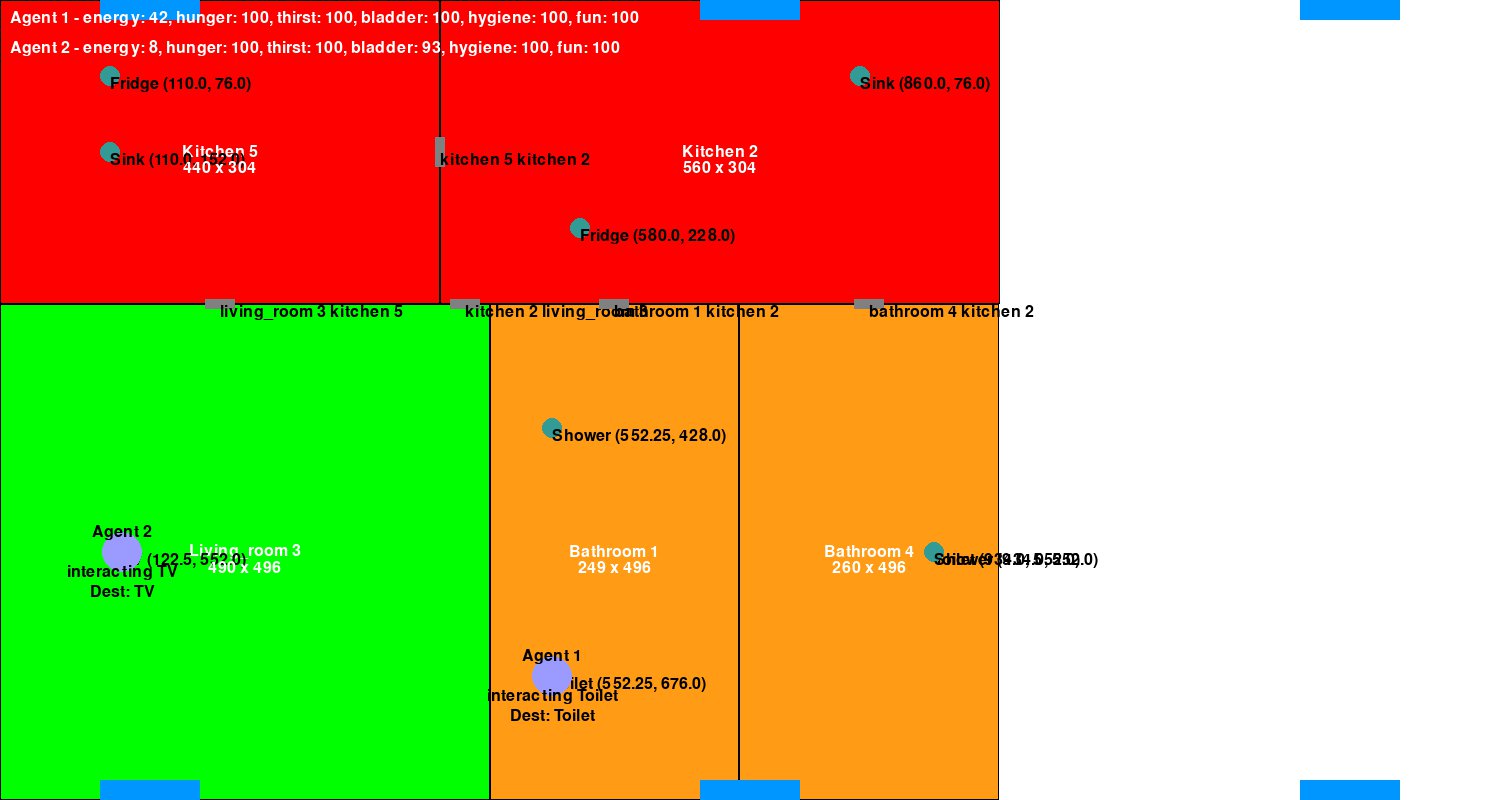 Agent 1 - energy: 42, hunger: 100, thirst: 100, bladder: 100, hygiene: 100, fun: 100
Agent 2 - energy: 8, hunger: 100, thirst: 100, bladder: 93, hygiene: 100, fun: 100
Fridge (110.0, 76.0)
Sink (860.0, 76.0)
Sink (110.0, 152.0)
Kitchen 5
440 x 304
kitchen 5 kitchen 2
Kitchen 2
560 x 304
Fridge (580.0, 228.0)
living_room 3 kitchen 5
kitchen 2 living_room 3
bathroom 1 kitchen 2
bathroom 4 kitchen 2
Shower (552.25, 428.0)
Agent 2
(122.5, 552.0)
interacting TV
Dest: TV
Living_room 3
490 x 496
Bathroom 1
249 x 496
Bathroom 4
260 x 496
Agent 1
ilet (552.25, 676.0)
interacting Toilet
Dest: Toilet